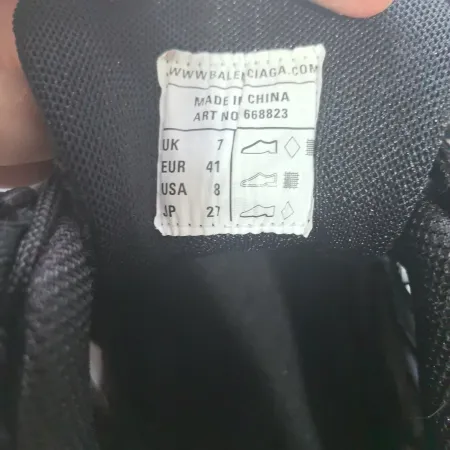 WWW.BALENCIAGA.COM
MADE IN CHINA
ART NO 668823
UK 7
EUR 41
USA 8
JP 27